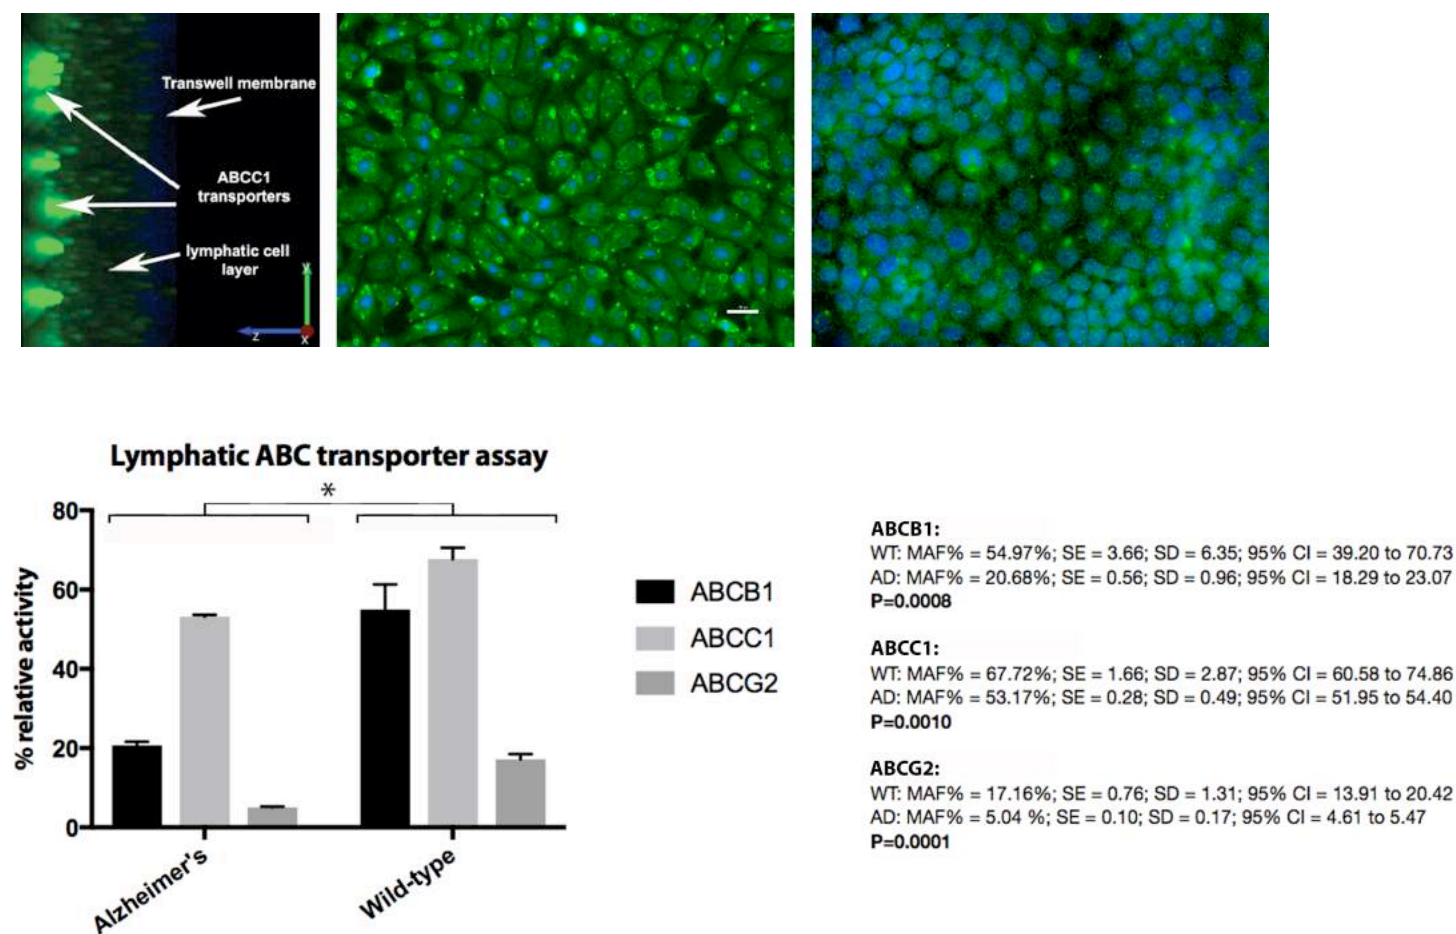 Transwell membrane
ABCC1
transporters
lymphatic cell
layer
Y
Z
X
Lymphatic ABC transporter assay
*
% relative activity
80
60
40
20
0
Alzheimer's
Wild-type
ABCB1
ABCC1
ABCG2
ABCB1:
WT: MAF% = 54.97%; SE = 3.66; SD = 6.35; 95% CI = 39.20 to 70.73
AD: MAF% = 20.68%; SE = 0.56; SD = 0.96; 95% CI = 18.29 to 23.07
P=0.0008
ABCC1:
WT: MAF% = 67.72%; SE = 1.66; SD = 2.87; 95% CI = 60.58 to 74.86
AD: MAF% = 53.17%; SE = 0.28; SD = 0.49; 95% CI = 51.95 to 54.40
P=0.0010
ABCG2:
WT: MAF% = 17.16%; SE = 0.76; SD = 1.31; 95% CI = 13.91 to 20.42
AD: MAF% = 5.04 %; SE = 0.10; SD = 0.17; 95% CI = 4.61 to 5.47
P=0.0001